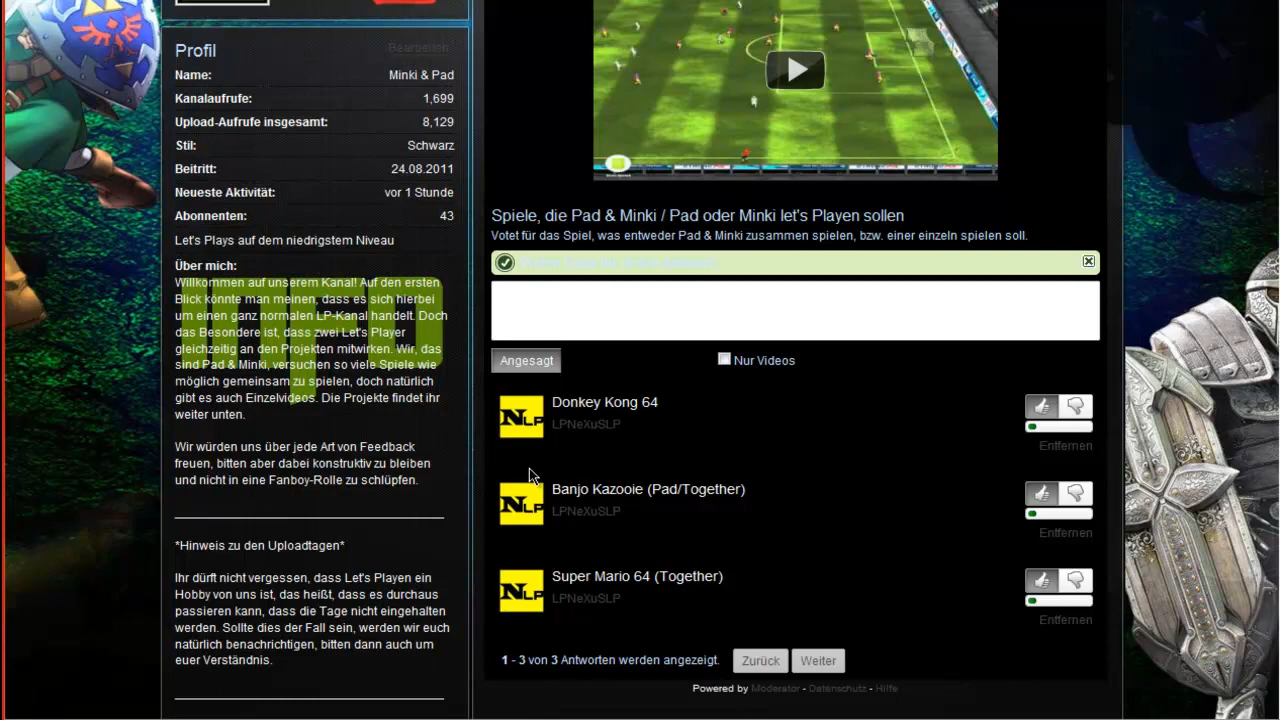 Profil
Bearbeiten
Name: Minki & Pad
Kanalaufrufe: 1,699
Upload-Aufrufe insgesamt: 8,129
Stil: Schwarz
Beitritt: 24.08.2011
Neueste Aktivität: vor 1 Stunde
Abonnenten: 43
Let's Plays auf dem niedrigstem Niveau
Über mich:
Willkommen auf unserem Kanal! Auf den ersten
Blick könnte man meinen, dass es sich hierbei
um einen ganz normalen LP-Kanal handelt. Doch
das Besondere ist, dass zwei Let's Player
gleichzeitig an den Projekten mitwirken. Wir, das
sind Pad & Minki, versuchen so viele Spiele wie
möglich gemeinsam zu spielen, doch natürlich
gibt es auch Einzelvideos. Die Projekte findet ihr
weiter unten.
INFO
Wir würden uns über jede Art von Feedback
freuen, bitten aber dabei konstruktiv zu bleiben
und nicht in eine Fanboy-Rolle zu schlüpfen.
*Hinweis zu den Uploadtagen*
Ihr dürft nicht vergessen, dass Let's Playen ein
Hobby von uns ist, das heißt, dass es durchaus
passieren kann, dass die Tage nicht eingehalten
werden. Sollte dies der Fall sein, werden wir euch
natürlich benachrichtigen, bitten dann auch um
euer Verständnis.
Spiele, die Pad & Minki / Pad oder Minki let's Playen sollen
Votet für das Spiel, was entweder Pad & Minki zusammen spielen, bzw. einer einzeln spielen soll.
Angesagt
Nur Videos
NLP
Donkey Kong 64
LPNeXuSLP
Entfernen
NLP
Banjo Kazooie (Pad/Together)
LPNeXuSLP
Entfernen
NLP
Super Mario 64 (Together)
LPNeXuSLP
Entfernen
1 - 3 von 3 Antworten werden angezeigt. Zurück Weiter
Powered by Moderator - Datenschutz - Hilfe